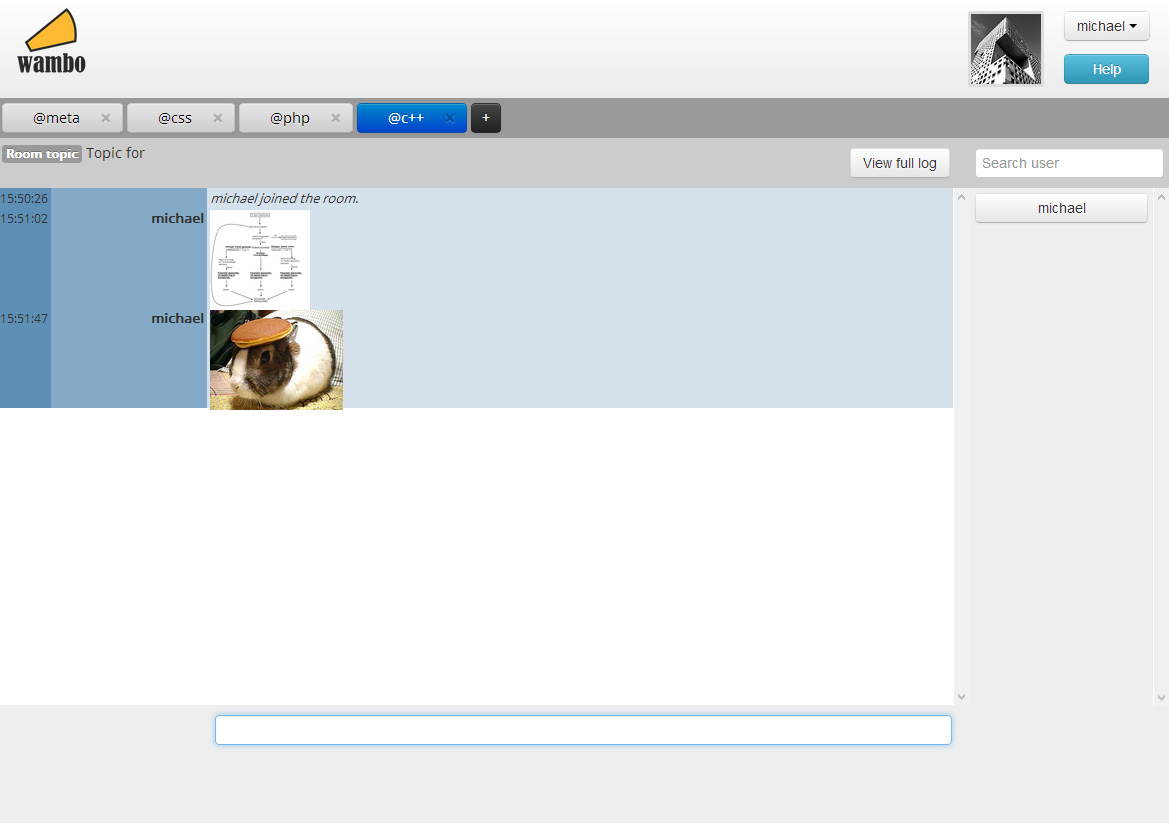 wambo
michael
Help
@meta ×
@css ×
@php ×
@c++ ×
+
Room topic Topic for
View full log
Search user
15:50:26 michael joined the room.
15:51:02 michael
15:51:47 michael
michael